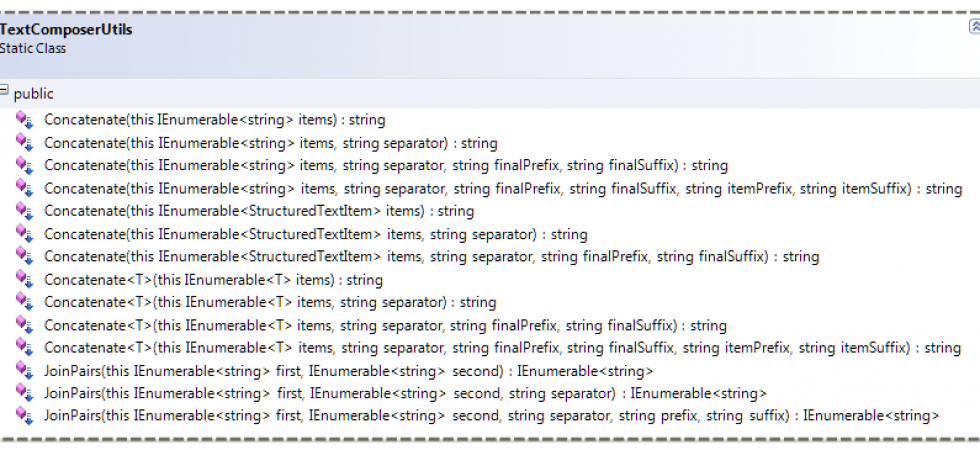 TextComposerUtils
Static Class
public
Concatenate(this IEnumerable<string> items) : string
Concatenate(this IEnumerable<string> items, string separator) : string
Concatenate(this IEnumerable<string> items, string separator, string finalPrefix, string finalSuffix) : string
Concatenate(this IEnumerable<string> items, string separator, string finalPrefix, string finalSuffix, string itemPrefix, string itemSuffix) : string
Concatenate(this IEnumerable<StructuredTextItem> items) : string
Concatenate(this IEnumerable<StructuredTextItem> items, string separator) : string
Concatenate(this IEnumerable<StructuredTextItem> items, string separator, string finalPrefix, string finalSuffix) : string
Concatenate<T>(this IEnumerable<T> items) : string
Concatenate<T>(this IEnumerable<T> items, string separator) : string
Concatenate<T>(this IEnumerable<T> items, string separator, string finalPrefix, string finalSuffix) : string
Concatenate<T>(this IEnumerable<T> items, string separator, string finalPrefix, string finalSuffix, string itemPrefix, string itemSuffix) : string
JoinPairs(this IEnumerable<string> first, IEnumerable<string> second) : IEnumerable<string>
JoinPairs(this IEnumerable<string> first, IEnumerable<string> second, string separator) : IEnumerable<string>
JoinPairs(this IEnumerable<string> first, IEnumerable<string> second, string separator, string prefix, string suffix) : IEnumerable<string>